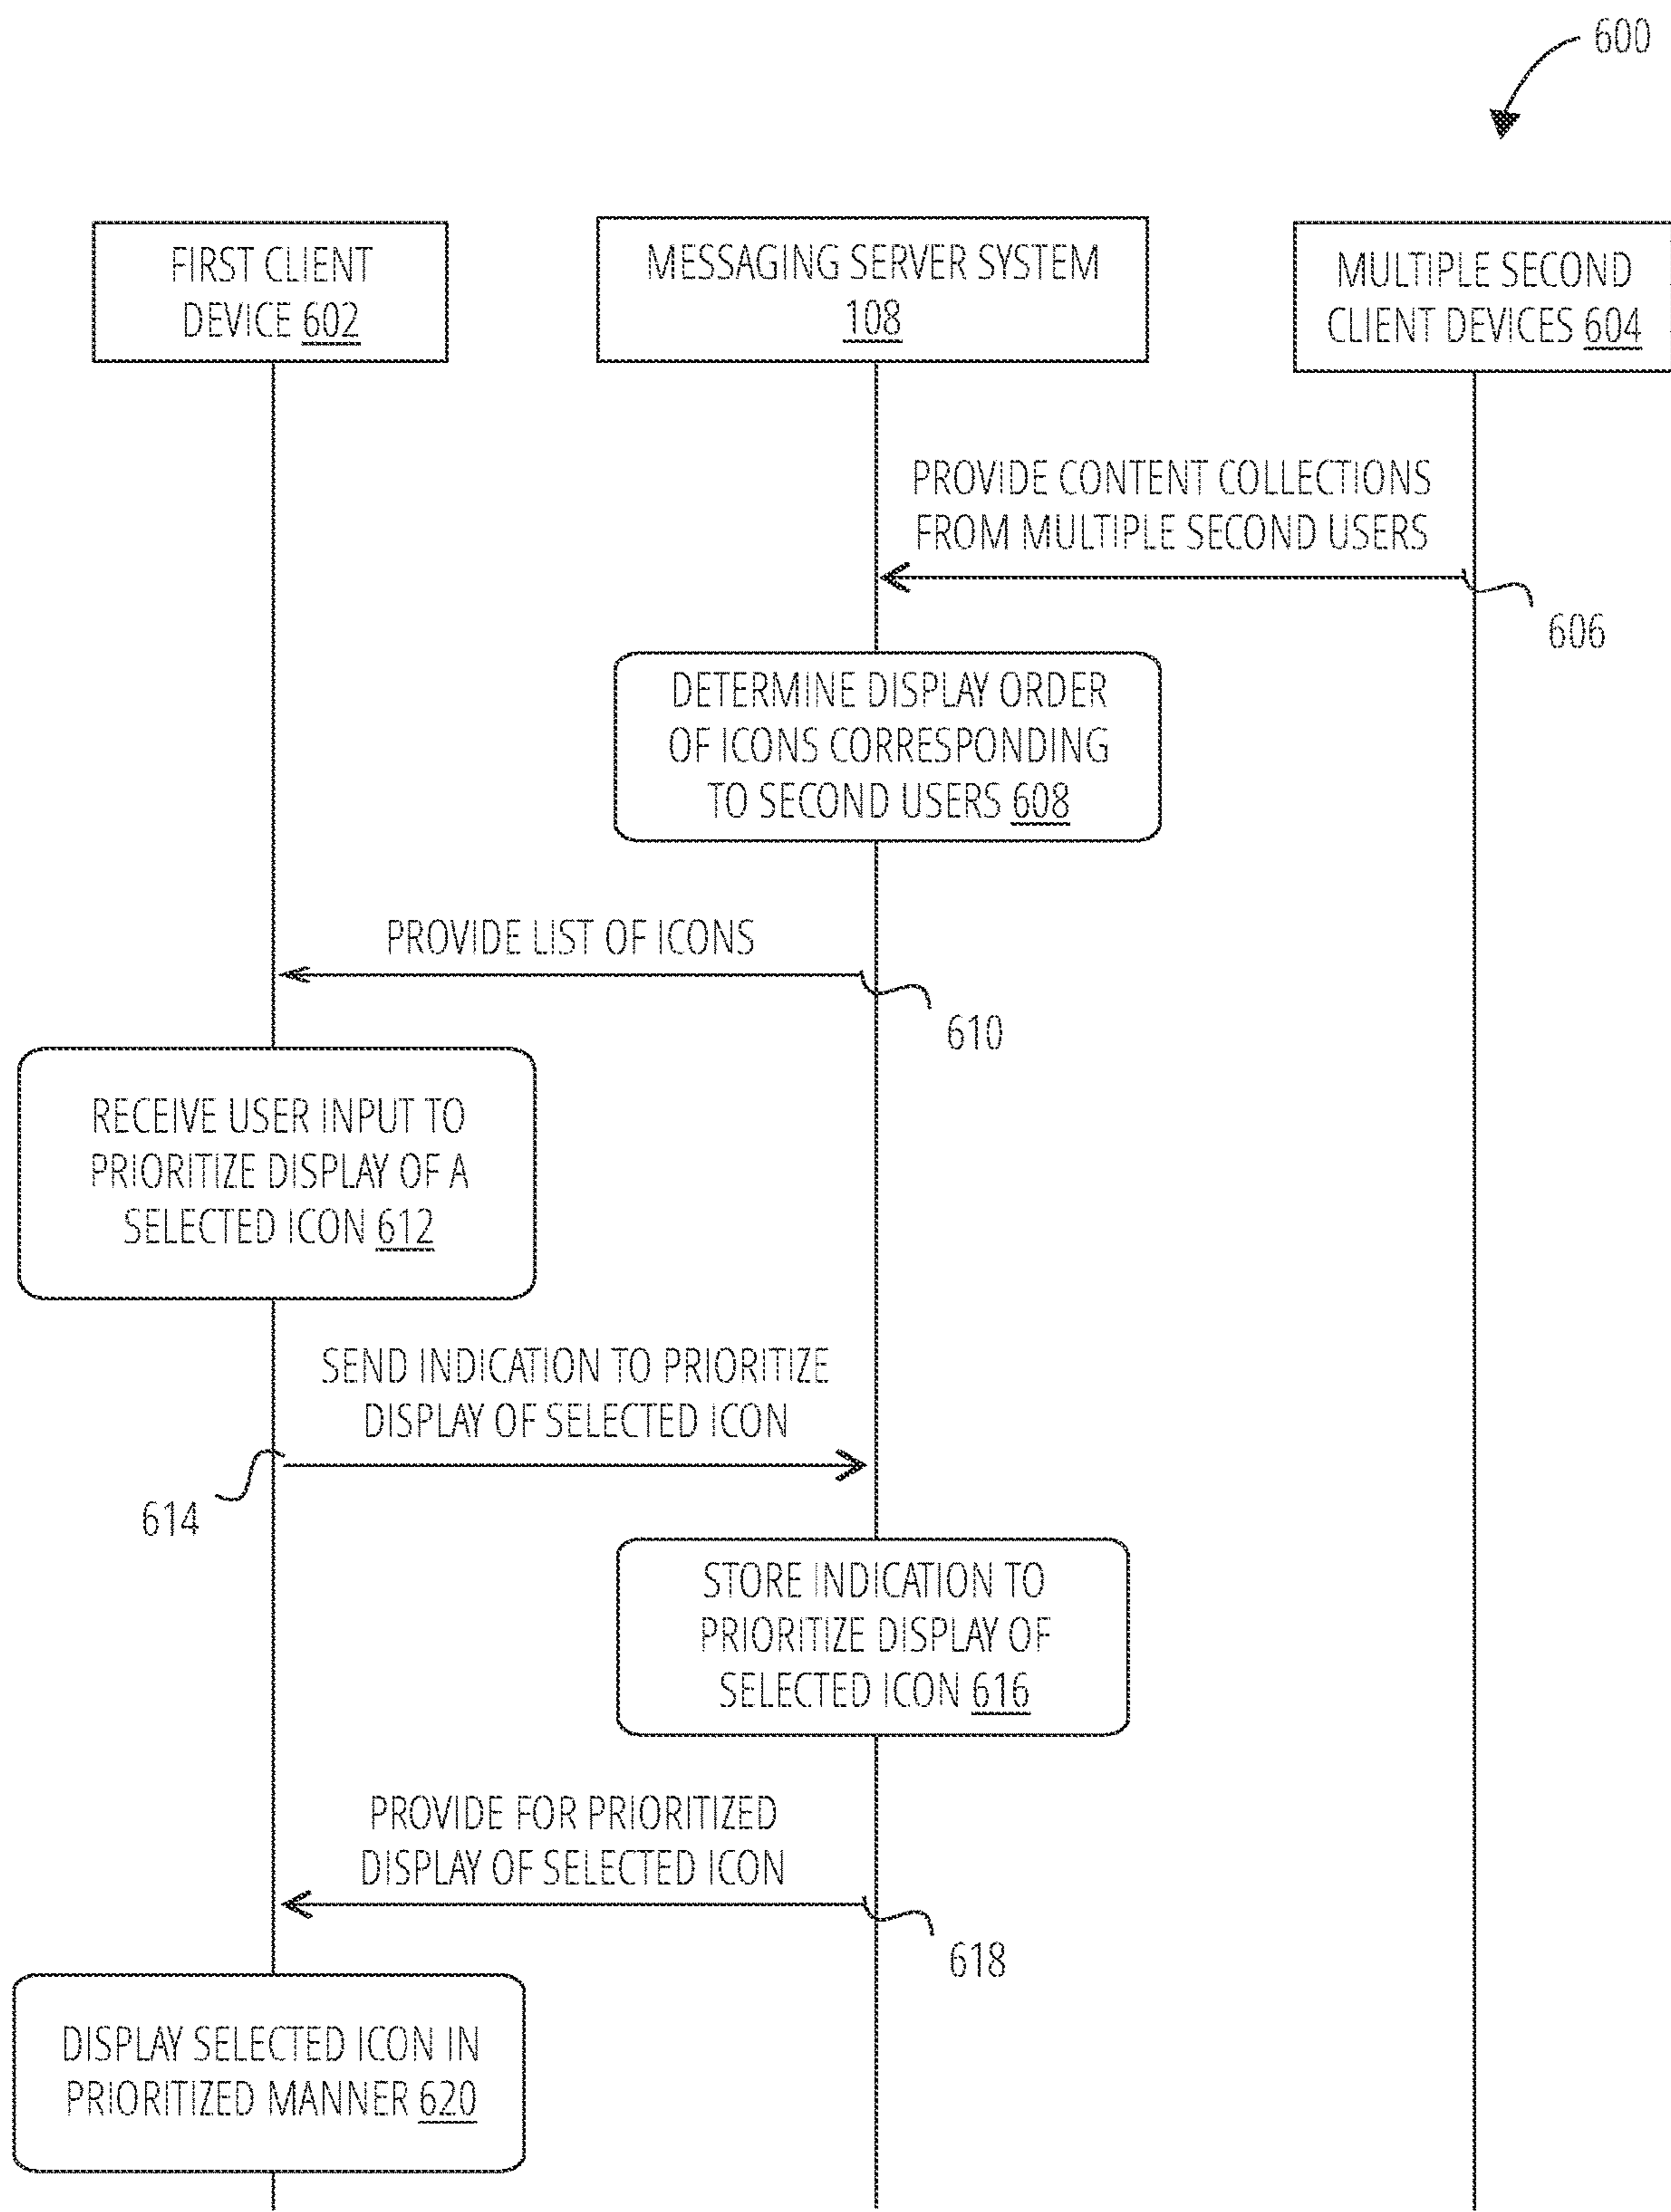 600
FIRST CLIENT
DEVICE 602
MESSAGING SERVER SYSTEM
108
MULTIPLE SECOND
CLIENT DEVICES 604
PROVIDE CONTENT COLLECTIONS
FROM MULTIPLE SECOND USERS
606
DETERMINE DISPLAY ORDER
OF ICONS CORRESPONDING
TO SECOND USERS 608
PROVIDE LIST OF ICONS
610
RECEIVE USER INPUT TO
PRIORITIZE DISPLAY OF A
SELECTED ICON 612
SEND INDICATION TO PRIORITIZE
DISPLAY OF SELECTED ICON
614
STORE INDICATION TO
PRIORITIZE DISPLAY OF
SELECTED ICON 616
PROVIDE FOR PRIORITIZED
DISPLAY OF SELECTED ICON
618
DISPLAY SELECTED ICON IN
PRIORITIZED MANNER 620